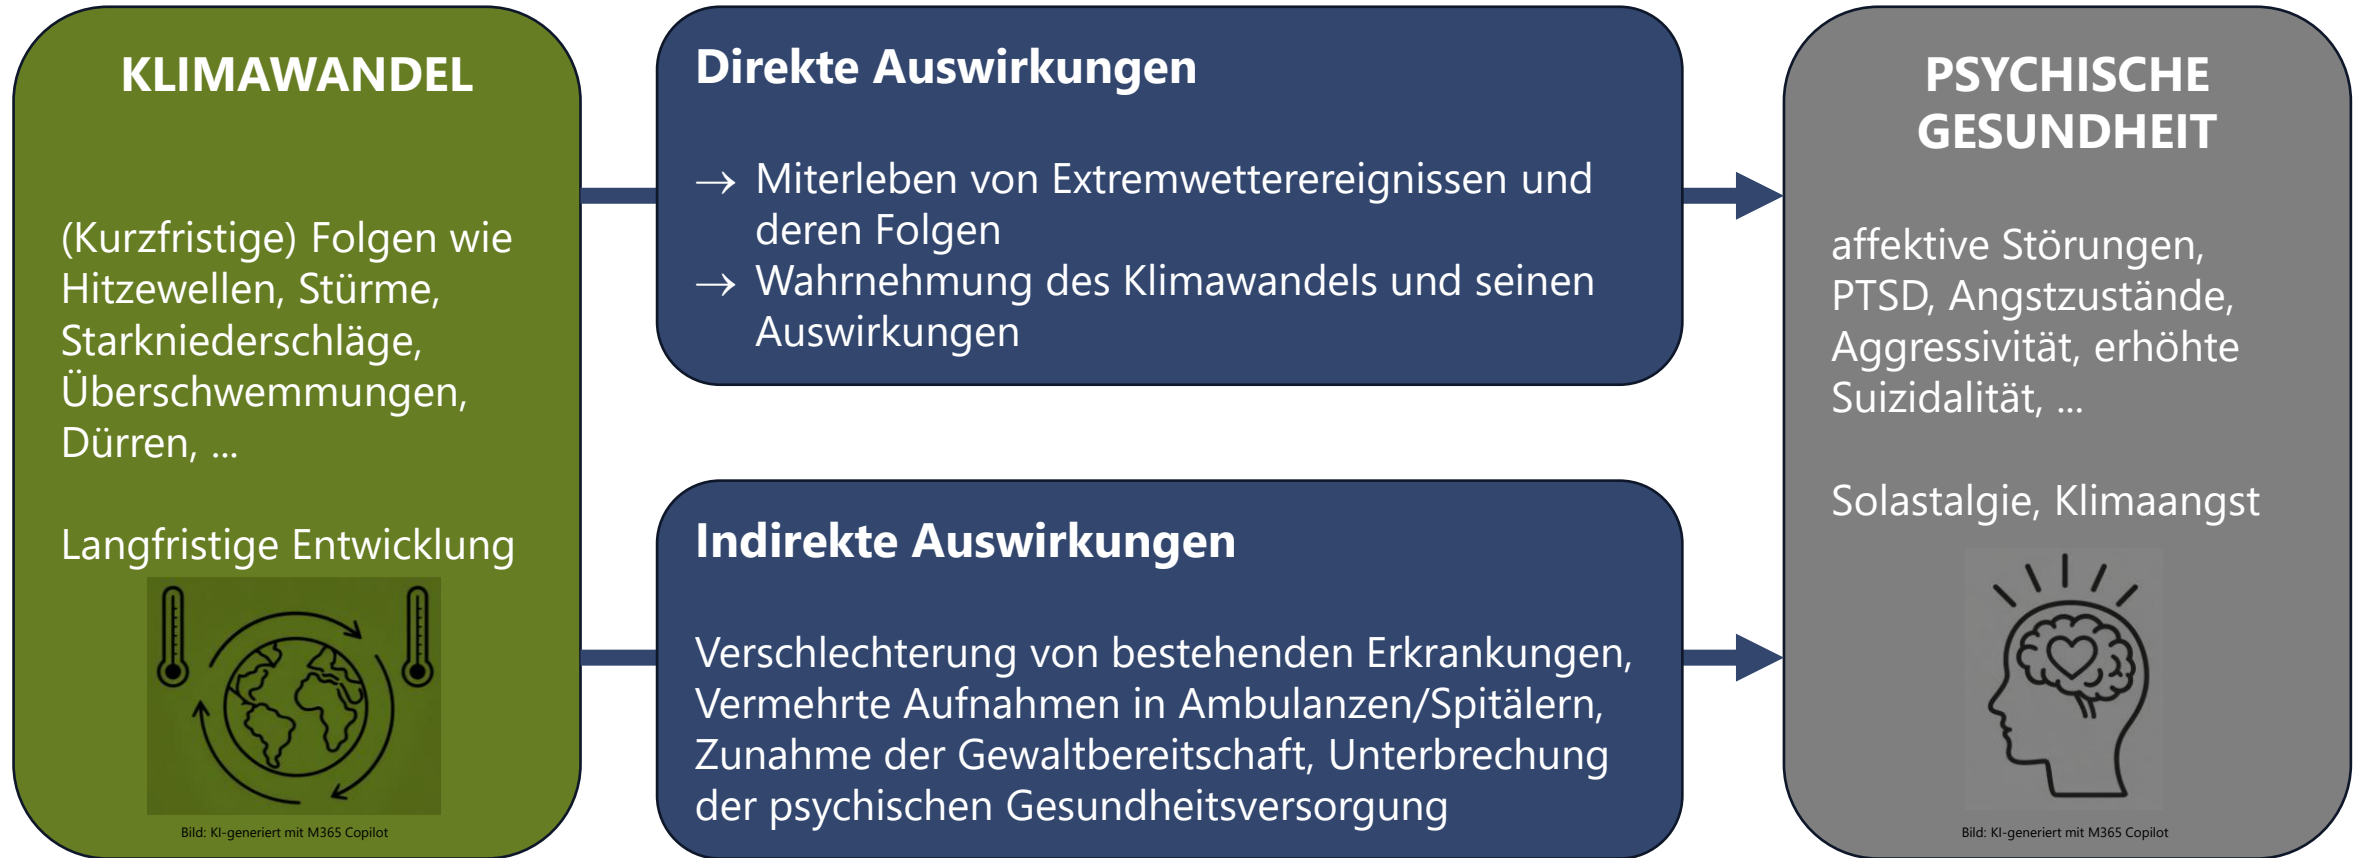 KLIMAWANDEL
(Kurzfristige) Folgen wie
Hitzewellen, Stürme,
Starkniederschläge,
Überschwemmungen,
Dürren, ...
Langfristige Entwicklung
Bild: KI-generiert mit M365 Copilot
Direkte Auswirkungen
→ Miterleben von Extremwetterereignissen und
deren Folgen
→ Wahrnehmung des Klimawandels und seinen
Auswirkungen
Indirekte Auswirkungen
Verschlechterung von bestehenden Erkrankungen,
Vermehrte Aufnahmen in Ambulanzen/Spitälern,
Zunahme der Gewaltbereitschaft, Unterbrechung
der psychischen Gesundheitsversorgung
PSYCHISCHE
GESUNDHEIT
affektive Störungen,
PTSD, Angstzustände,
Aggressivität, erhöhte
Suizidalität, ...
Solastalgie, Klimaangst
Bild: KI-generiert mit M365 Copilot